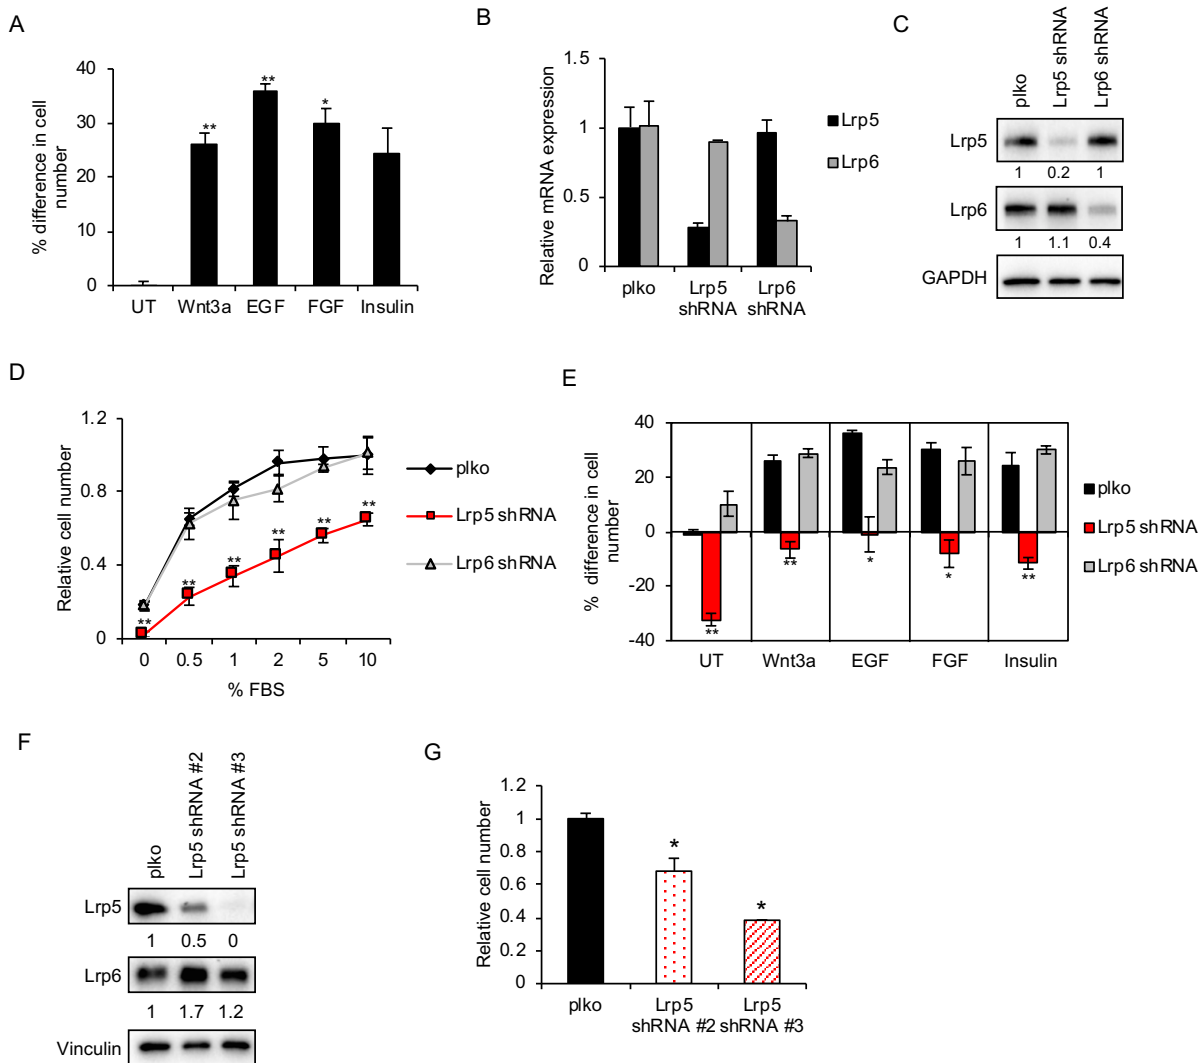 A
% difference in cell
number
40
30
20
10
0
**
**
*
UT Wnt3a EGF FGF Insulin
B
Relative mRNA expression
1.5
1
0.5
0
plko Lrp5 Lrp6
shRNA shRNA
Lrp5
Lrp6
C
plko
Lrp5 shRNA
Lrp6 shRNA
Lrp5
1 0.2 1
Lrp6
1 1.1 0.4
GAPDH
D
Relative cell number
1.2
0.8
0.4
0
**
**
**
**
**
**
0 0.5 1 2 5 10
% FBS
plko
Lrp5 shRNA
Lrp6 shRNA
E
% difference in cell
number
40
20
0
-20
-40
**
**
*
*
**
UT Wnt3a EGF FGF Insulin
plko
Lrp5 shRNA
Lrp6 shRNA
F
plko
Lrp5 shRNA #2
Lrp5 shRNA #3
Lrp5
1 0.5 0
Lrp6
1 1.7 1.2
Vinculin
G
Relative cell number
1.2
1
0.8
0.6
0.4
0.2
0
*
*
plko Lrp5 Lrp5
shRNA #2 shRNA #3